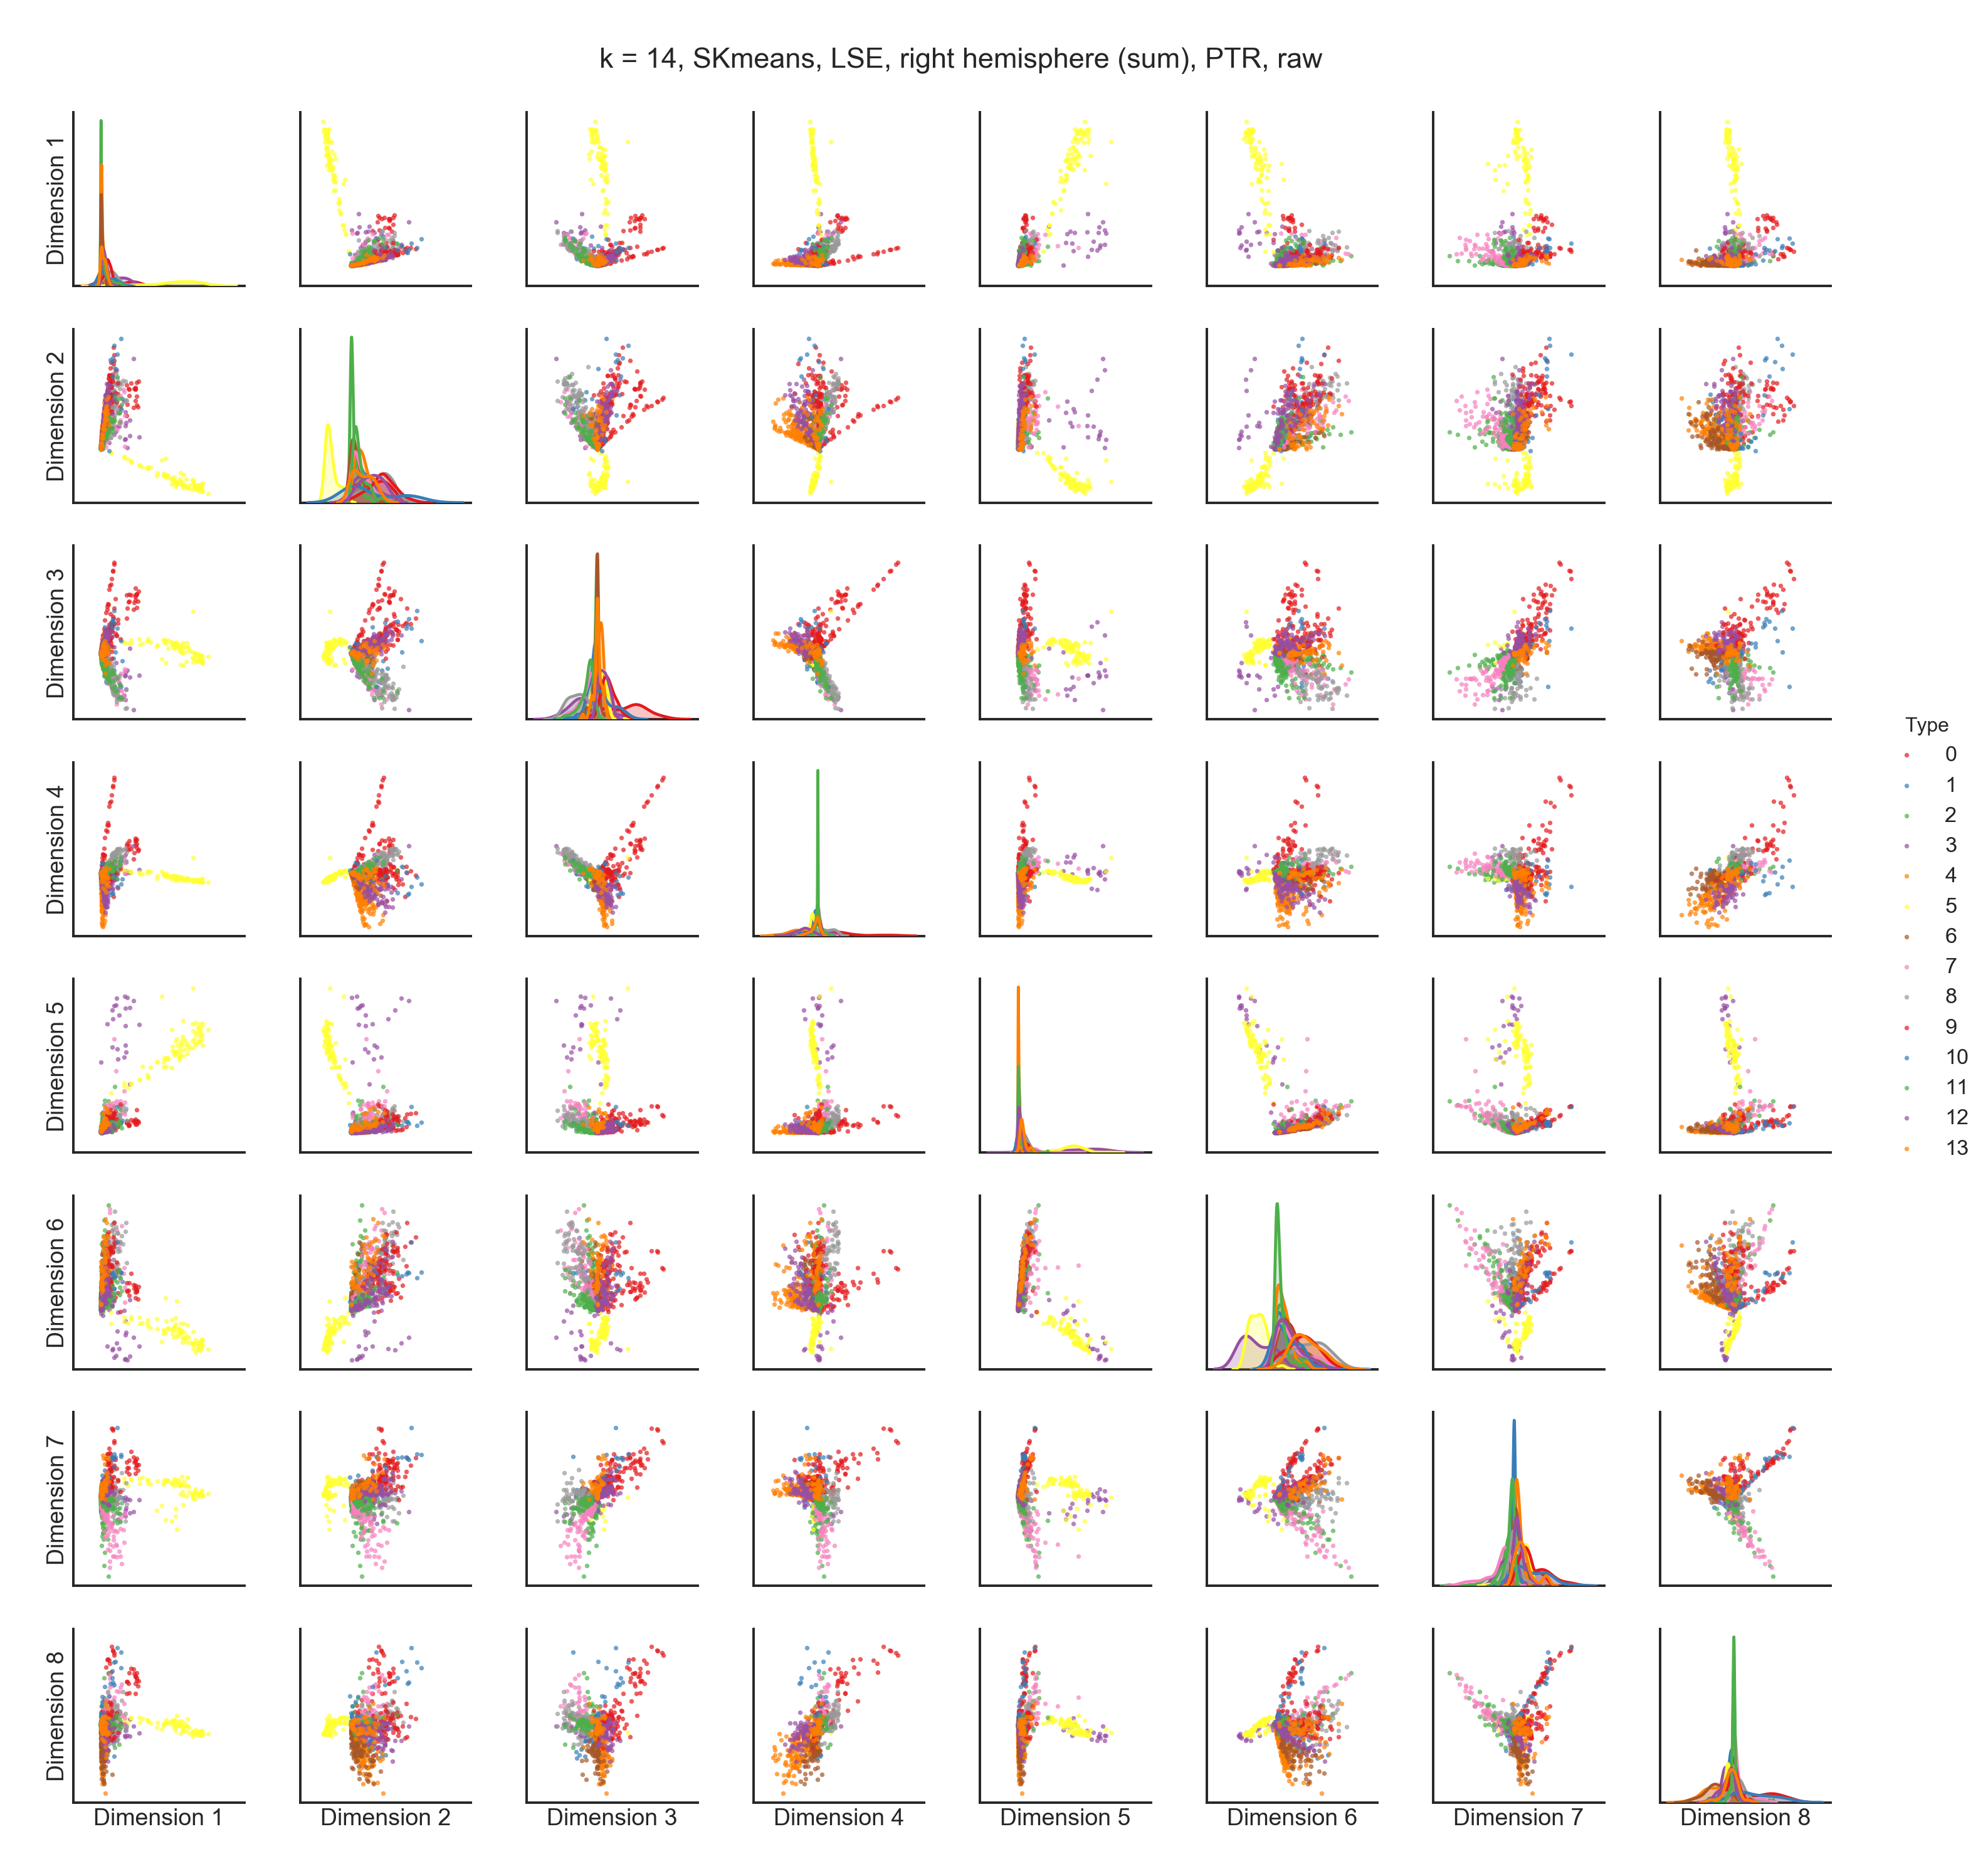 k = 14, SKmeans, LSE, right hemisphere (sum), PTR, raw
Dimension 1
Dimension 2
Dimension 3
Dimension 4
Dimension 5
Dimension 6
Dimension 7
Dimension 8
Type
0
1
2
3
4
5
6
7
8
9
10
11
12
13
Dimension 1
Dimension 2
Dimension 3
Dimension 4
Dimension 5
Dimension 6
Dimension 7
Dimension 8